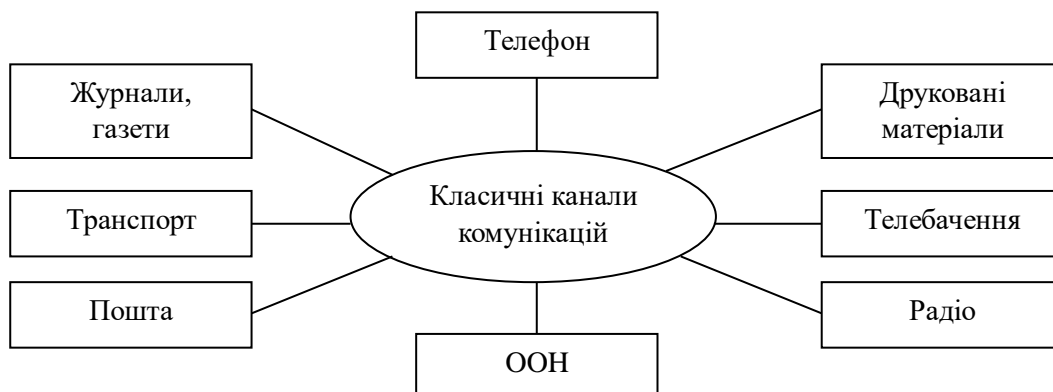 Телефон
Журнали,
газети
Друковані
матеріали
Класичні канали
комунікацій
Транспорт
Телебачення
Пошта
Радіо
ООН